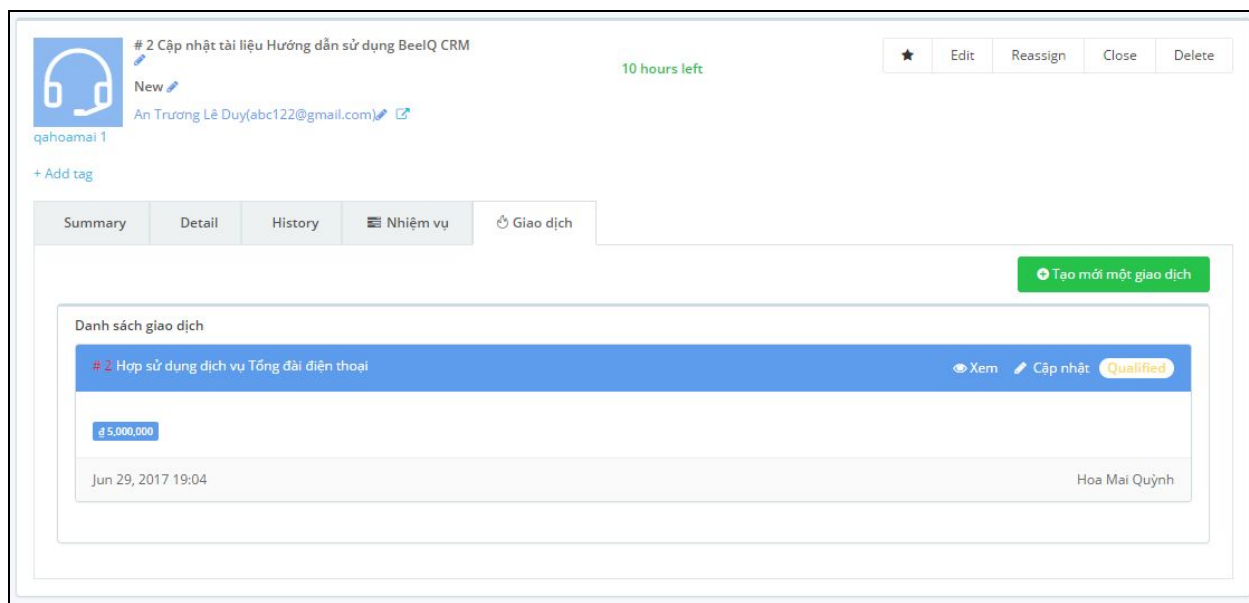 # 2 Cập nhật tài liệu Hướng dẫn sử dụng BeeIQ CRM
New
An Trương Lê Duy(abc122@gmail.com)
qahoamai 1
10 hours left
Edit Reassign Close Delete
+ Add tag
Summary Detail History Nhiệm vụ Giao dịch
Tạo mới một giao dịch
Danh sách giao dịch
# 2 Hợp sử dụng dịch vụ Tổng đài điện thoại
Xem Cập nhật Qualified
₫ 5,000,000
Jun 29, 2017 19:04
Hoa Mai Quỳnh